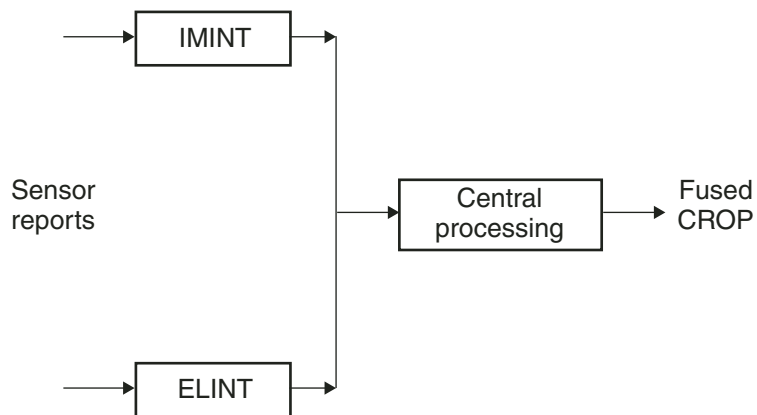 IMINT
Sensor
reports
Central
processing
Fused
CROP
ELINT